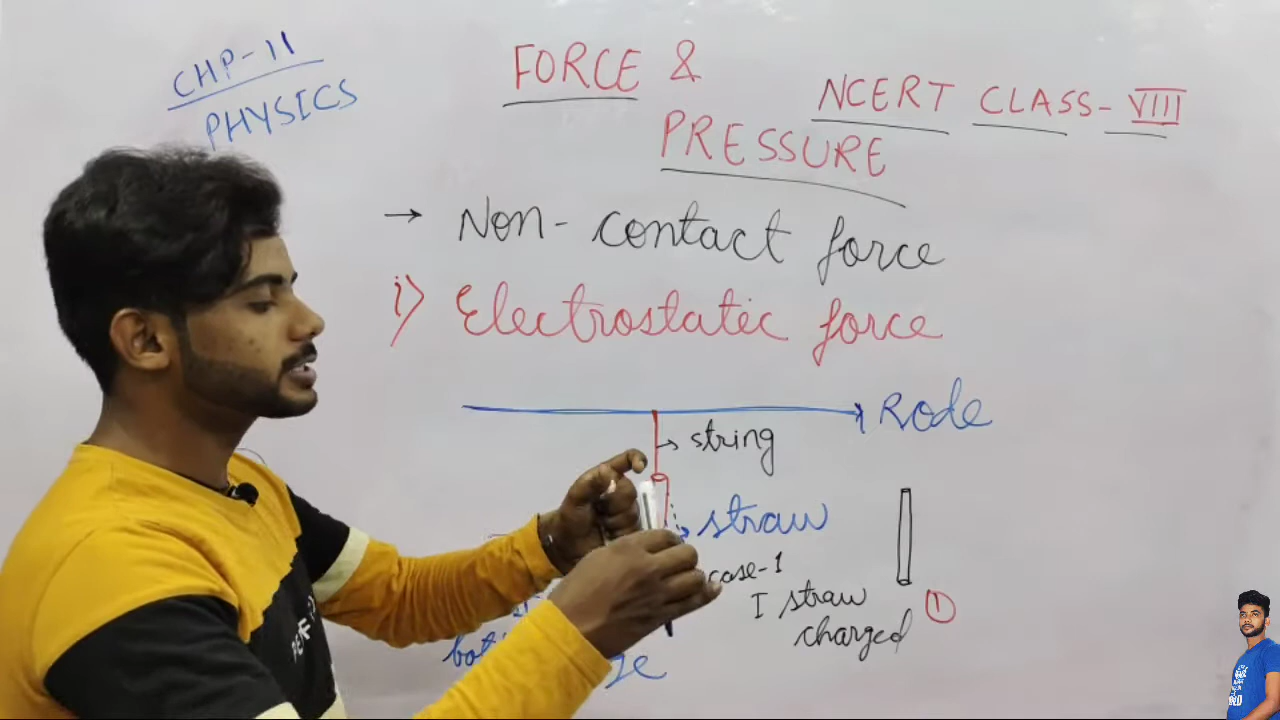 CHP-11
PHYSICS
FORCE &
PRESSURE
NCERT CLASS-VIII
→ Non-contact force
i) Electrostatic force
Rode
string
straw
case-1
I straw
charged
1